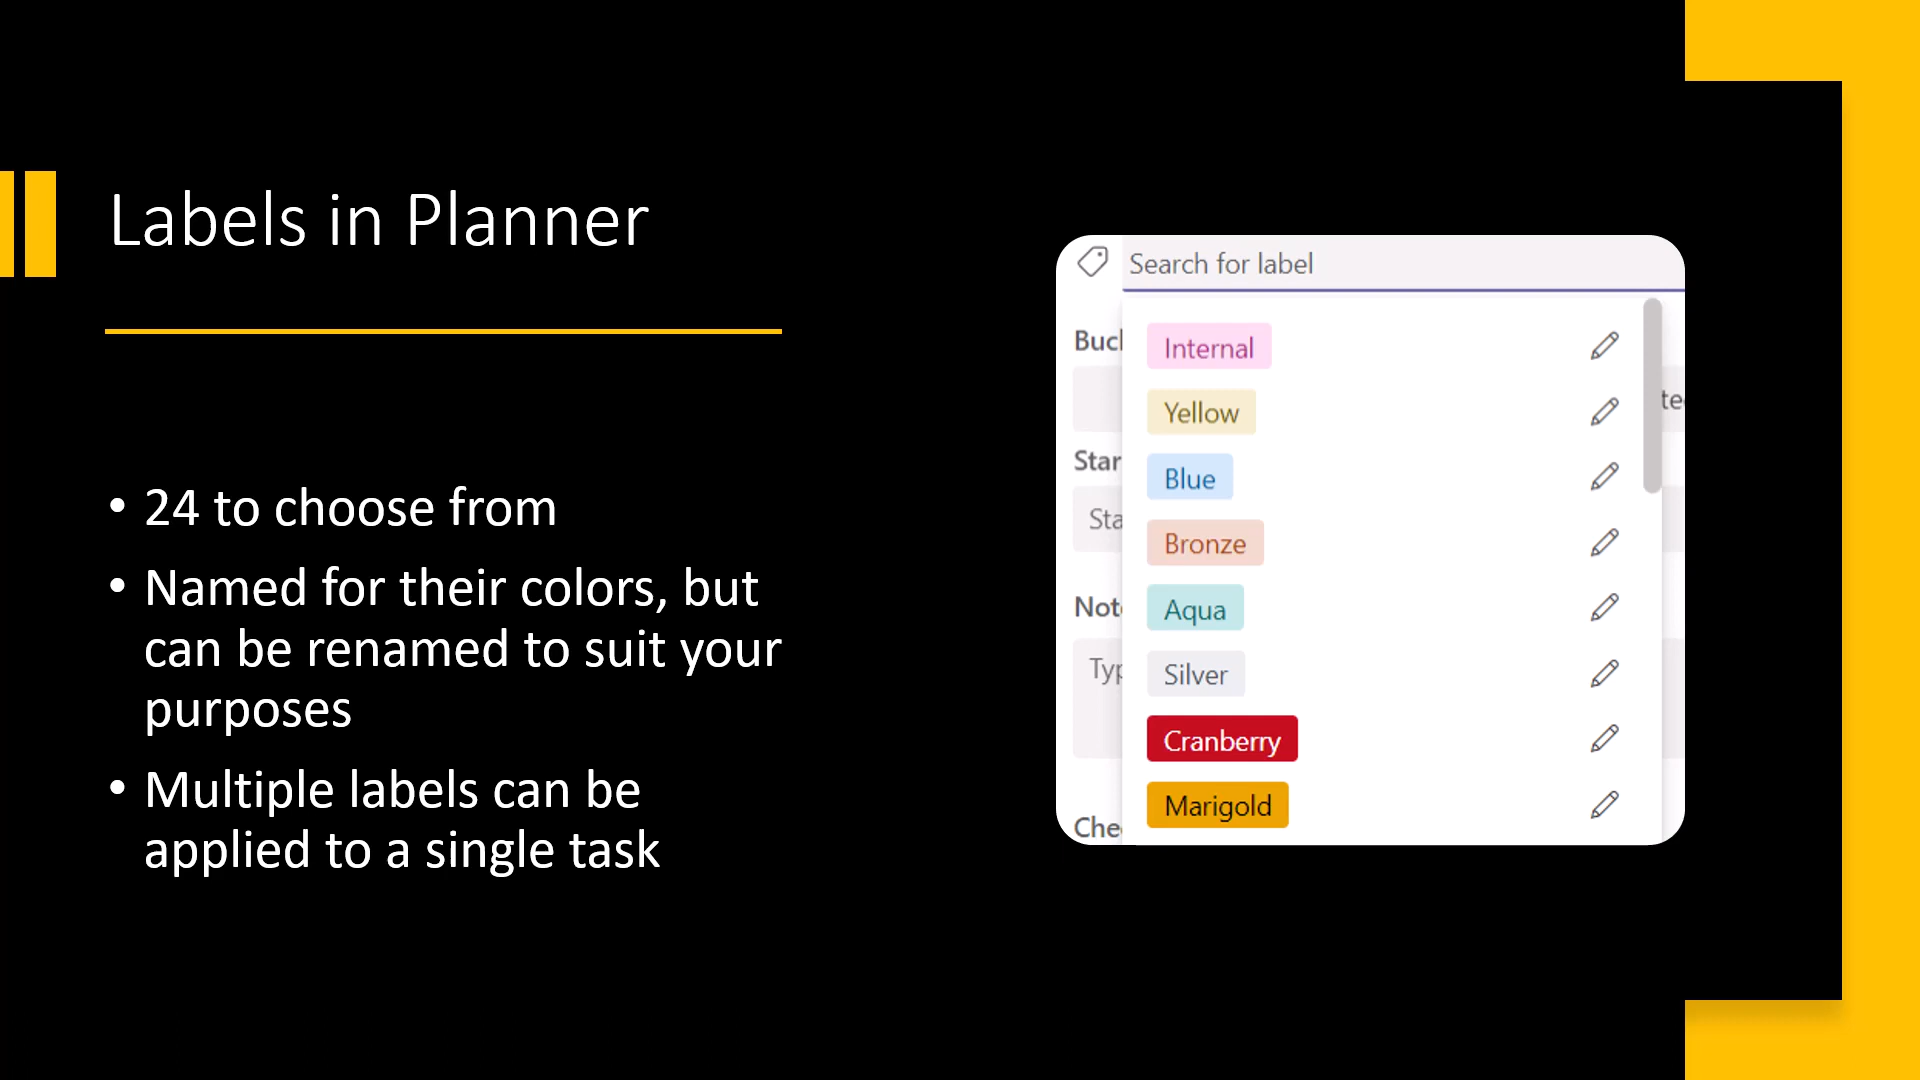 Labels in Planner
• 24 to choose from
• Named for their colors, but
can be renamed to suit your
purposes
• Multiple labels can be
applied to a single task
Search for label
Internal
Yellow
Blue
Bronze
Aqua
Silver
Cranberry
Marigold